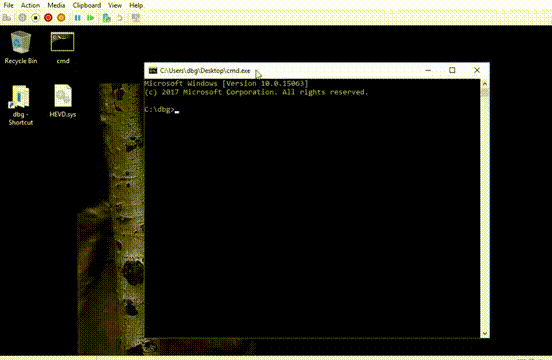 File Action Media Clipboard View Help
Recycle Bin
cmd
dbg -
Shortcut
HEVD.sys
C:\Users\dbg\Desktop\cmd.exe
Microsoft Windows [Version 10.0.15063]
(c) 2017 Microsoft Corporation. All rights reserved.
C:\dbg>